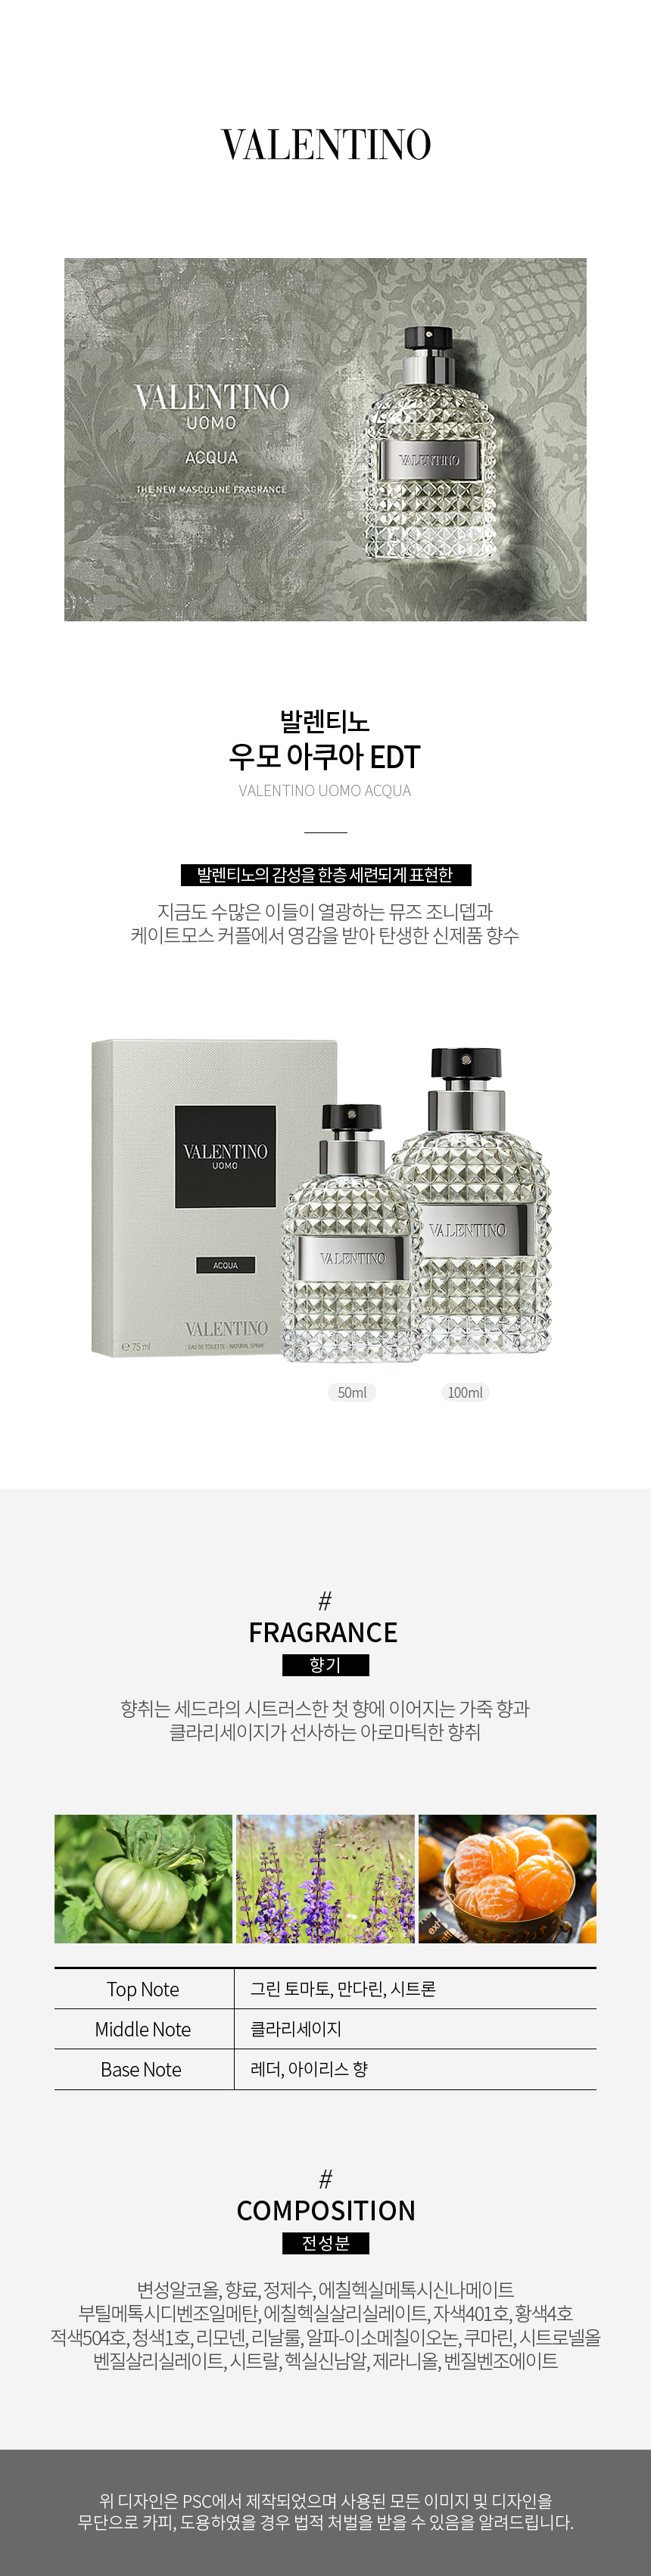 VALENTINO
VALENTINO
UOMO
ACQUA
THE NEW MASCULINE FRAGRANCE
VALENTINO
발렌티노
우모 아쿠아 EDT
VALENTINO UOMO ACQUA
발렌티노의 감성을 한층 세련되게 표현한
지금도 수많은 이들이 열광하는 뮤즈 조니뎁과
케이트모스 커플에서 영감을 받아 탄생한 신제품 향수
VALENTINO
UOMO
ACQUA
VALENTINO
℮ 75 ml
EAU DE TOILETTE - NATURAL SPRAY
VALENTINO
VALENTINO
50ml
100ml
#
FRAGRANCE
향기
향취는 세드라의 시트러스한 첫 향에 이어지는 가죽 향과
클라리세이지가 선사하는 아로마틱한 향취
Top Note 그린 토마토, 만다린, 시트론
Middle Note 클라리세이지
Base Note 레더, 아이리스 향
#
COMPOSITION
전성분
변성알코올, 향료, 정제수, 에칠헥실메톡시신나메이트
부틸메톡시디벤조일메탄, 에칠헥실살리실레이트, 자색401호, 황색4호
적색504호, 청색1호, 리모넨, 리날룰, 알파-이소메칠이오논, 쿠마린, 시트로넬올
벤질살리실레이트, 시트랄, 헥실신남알, 제라니올, 벤질벤조에이트
위 디자인은 PSC에서 제작되었으며 사용된 모든 이미지 및 디자인을
무단으로 카피, 도용하였을 경우 법적 처벌을 받을 수 있음을 알려드립니다.